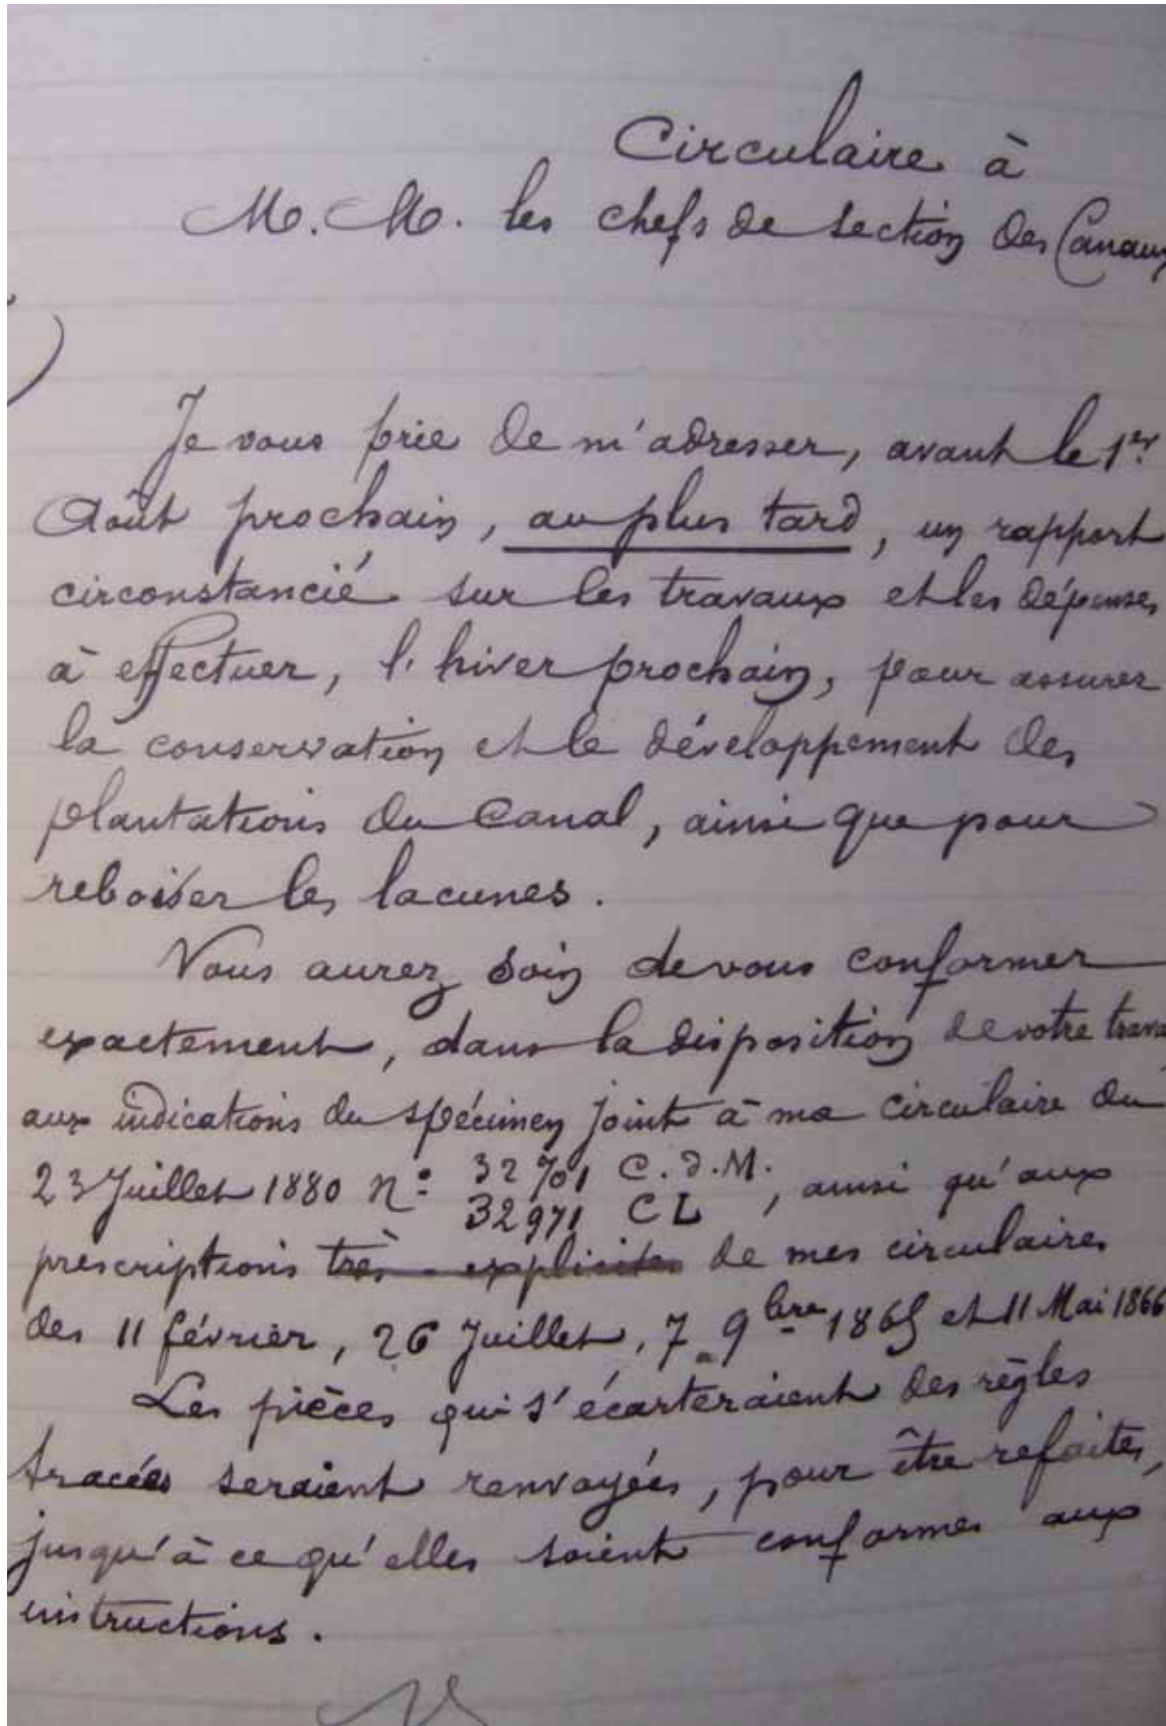 Circulaire à
M. M. les chefs de section des Canaux
Je vous prie de m'adresser, avant le 1er
Août prochain, au plus tard, un rapport
circonstancié sur les travaux et les dépenses
à effectuer, l'hiver prochain, pour assurer
la conservation et le développement des
plantations du Canal, ainsi que pour
reboiser les lacunes.
Vous aurez soin de vous conformer
exactement, dans la disposition de votre trava
aux indications du spécimen joint à ma circulaire du
23 Juillet 1880 n° 32701 C.d.M.
32971 CL, ainsi qu'aux
prescriptions très explicites de mes circulaires
des 11 février, 26 Juillet, 7 9bre 1865 et 11 Mai 1866
Les pièces qui s'écarteraient des règles
tracées seraient renvoyées, pour être refaites,
jusqu'à ce qu'elles soient conformes aux
instructions.